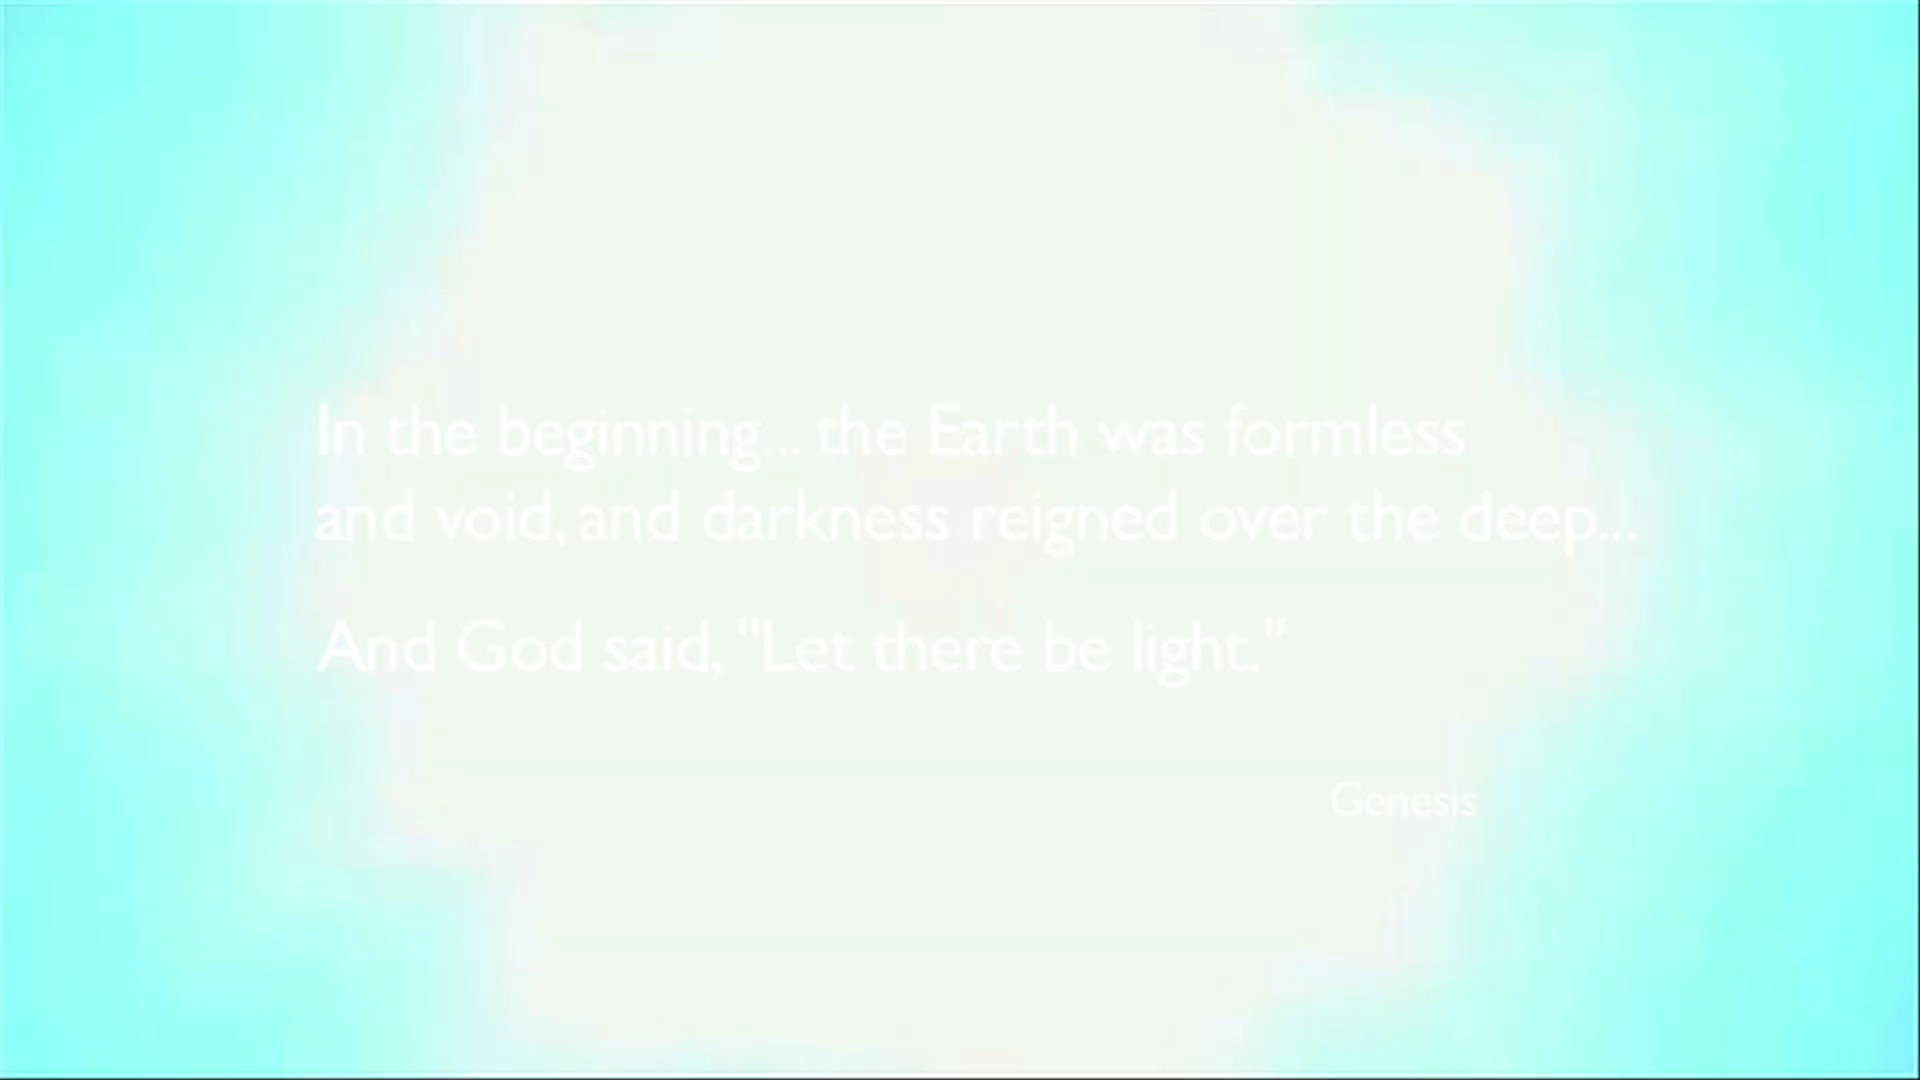 In the beginning... the Earth was formless
and void, and darkness reigned over the deep...
And God said, "Let there be light."
Genesis